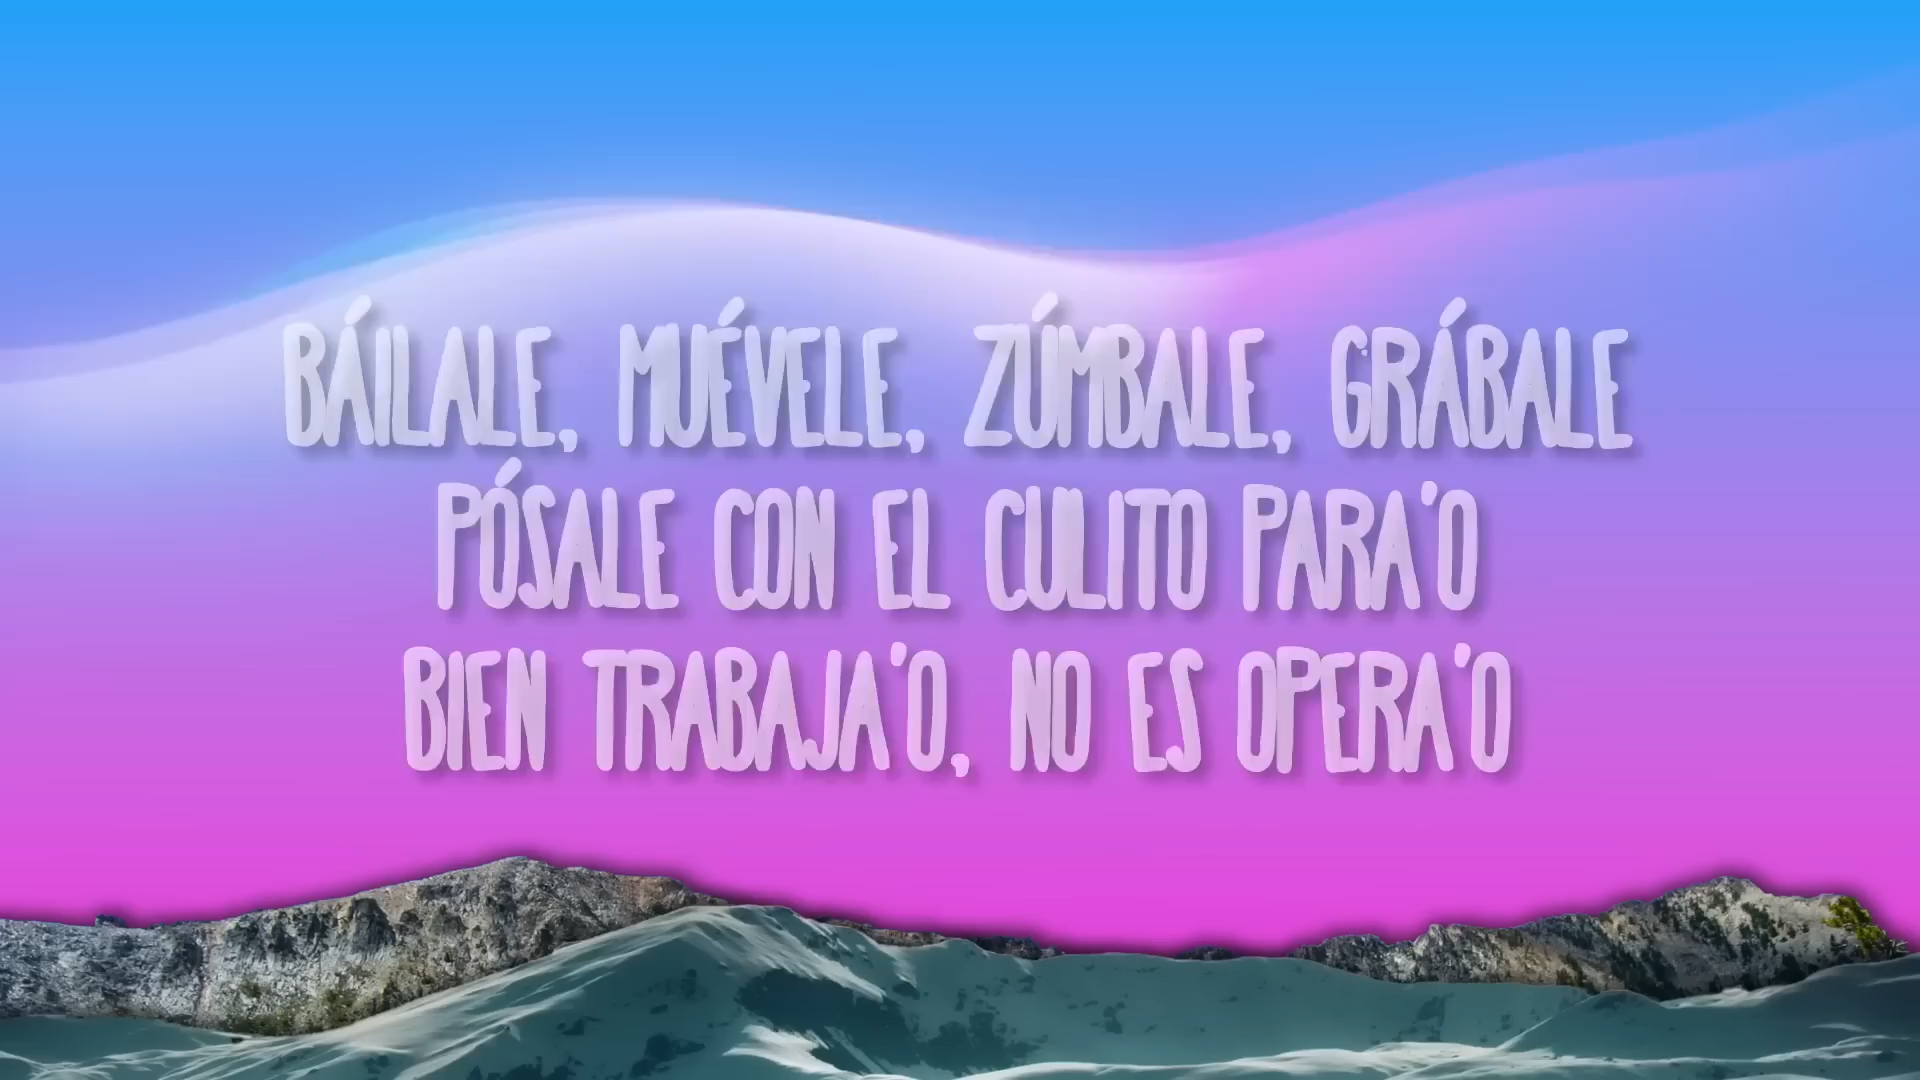 BÁILALE, MUÉVELE, ZÚMBALE, GRÁBALE
PÓSALE CON EL CULITO PARA'O
BIEN TRABAJA'O, NO ES OPERA'O